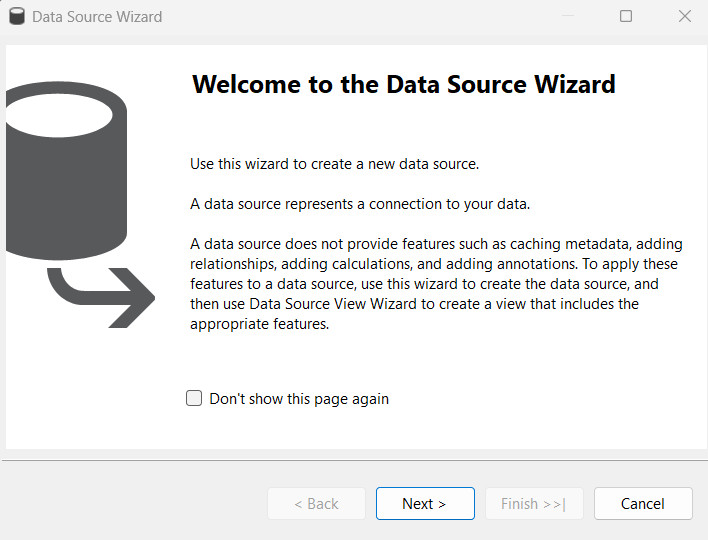 Data Source Wizard
Welcome to the Data Source Wizard
Use this wizard to create a new data source.
A data source represents a connection to your data.
A data source does not provide features such as caching metadata, adding
relationships, adding calculations, and adding annotations. To apply these
features to a data source, use this wizard to create the data source, and
then use Data Source View Wizard to create a view that includes the
appropriate features.
Don't show this page again
< Back
Next >
Finish >>|
Cancel